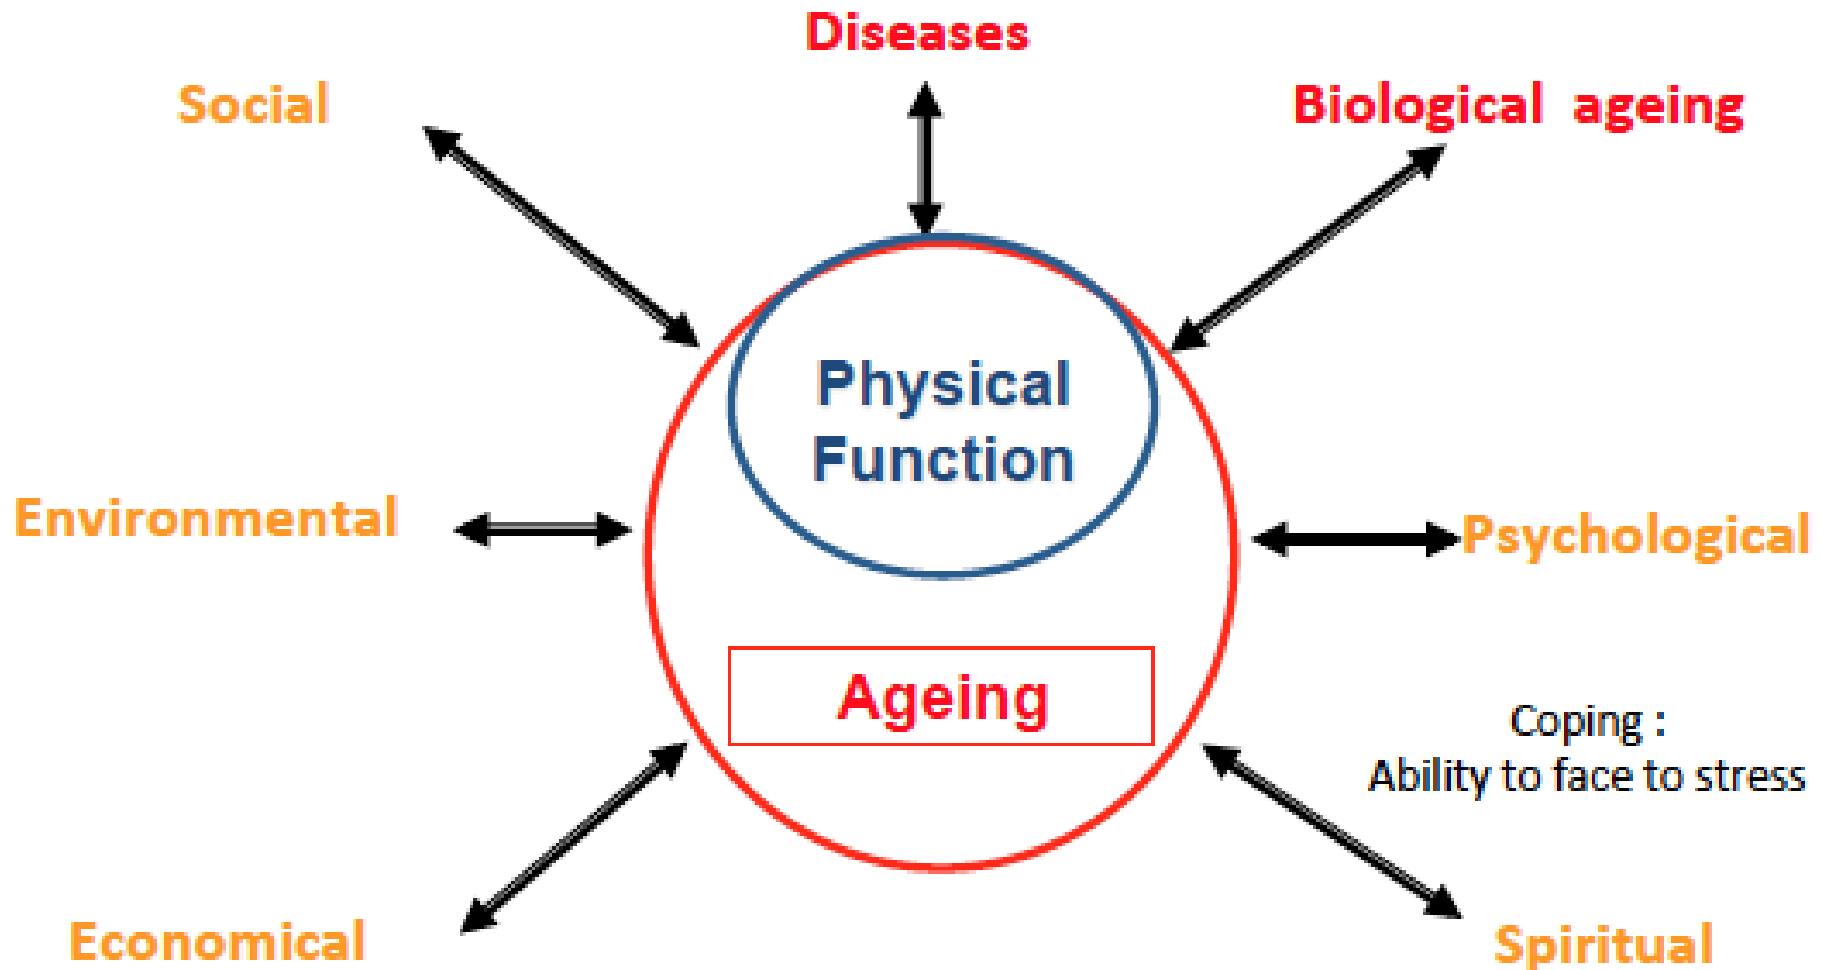 Diseases
Social
Biological ageing
Physical
Function
Environmental
Psychological
Ageing
Coping :
Ability to face to stress
Economical
Spiritual